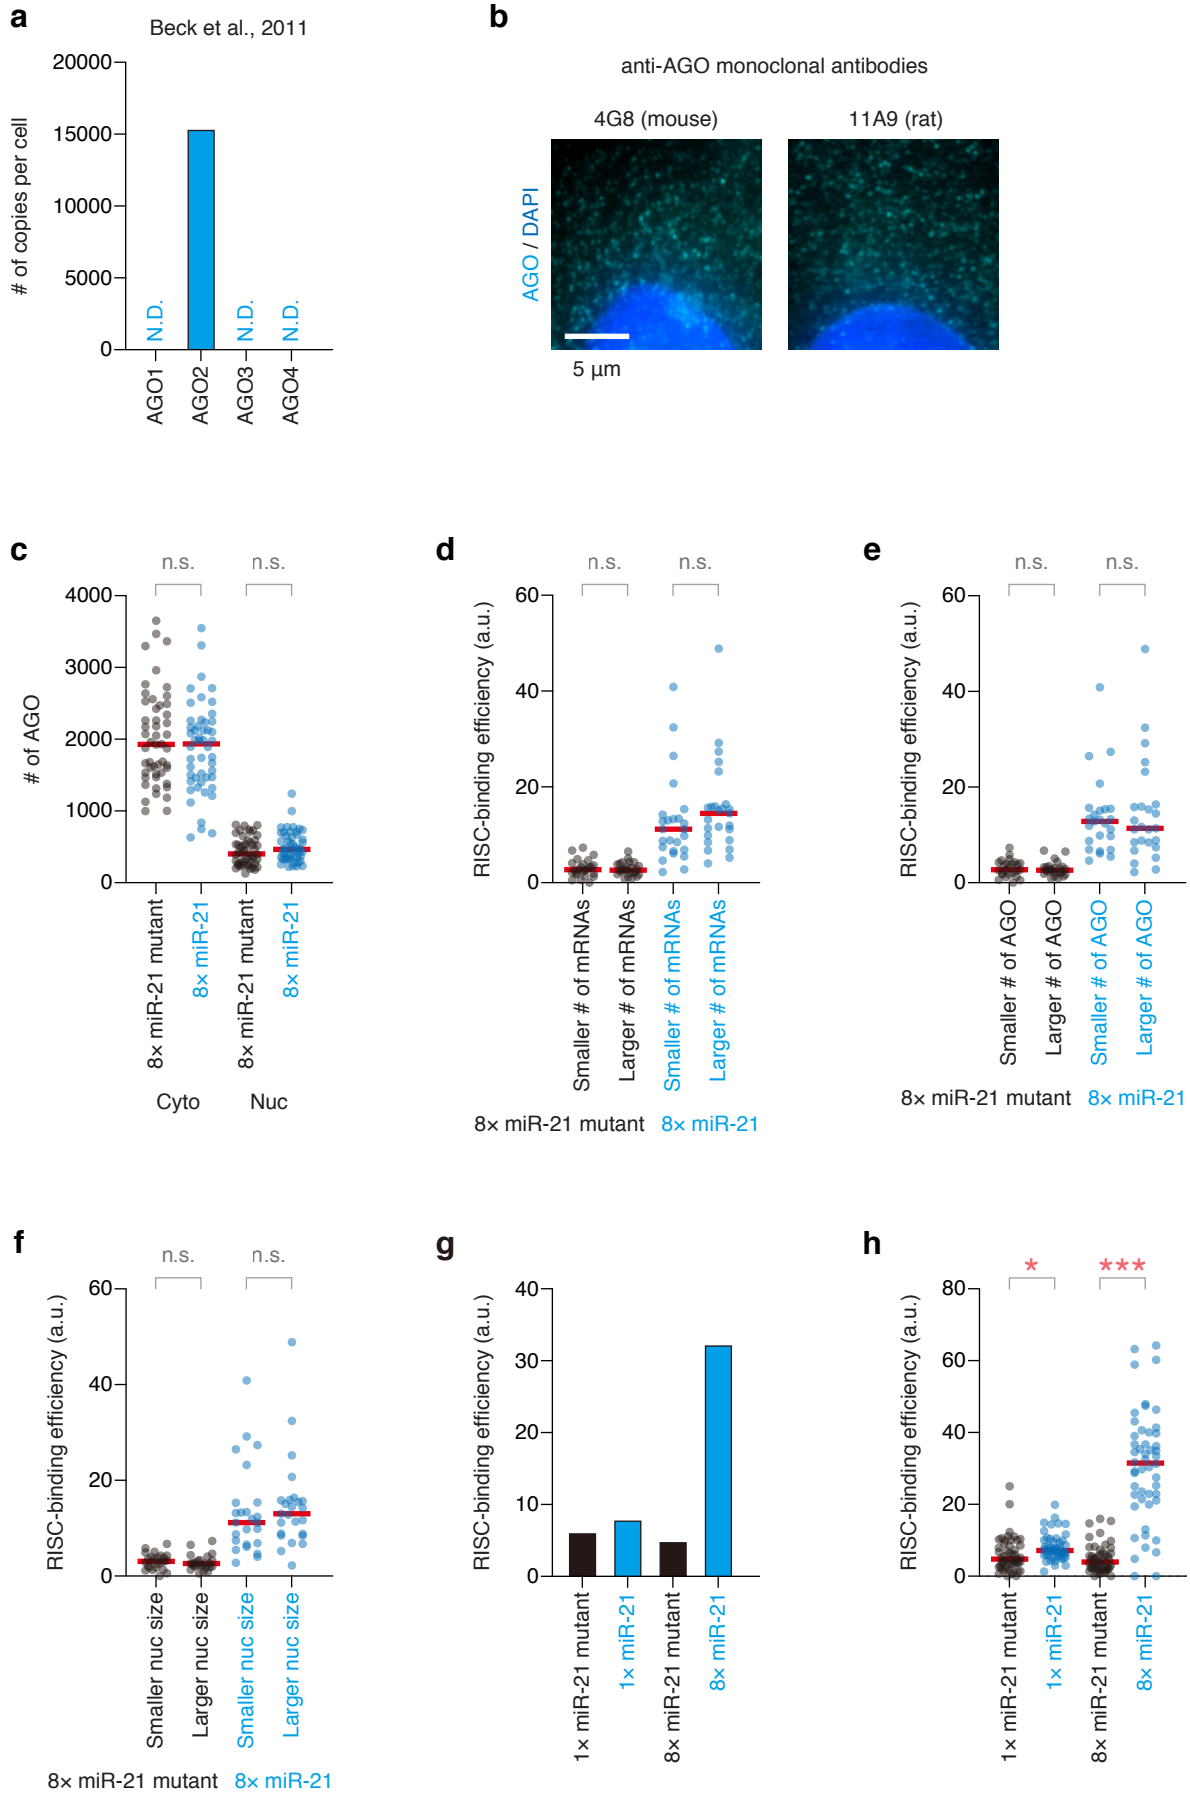 a
Beck et al., 2011
# of copies per cell
20000
15000
10000
5000
0
N.D.
N.D.
N.D.
AGO1
AGO2
AGO3
AGO4
b
anti-AGO monoclonal antibodies
4G8 (mouse)
11A9 (rat)
AGO / DAPI
5 µm
c
n.s.
n.s.
# of AGO
4000
3000
2000
1000
0
8× miR-21 mutant
8× miR-21
8× miR-21 mutant
8× miR-21
Cyto
Nuc
d
n.s.
n.s.
RISC-binding efficiency (a.u.)
60
40
20
0
Smaller # of mRNAs
Larger # of mRNAs
Smaller # of mRNAs
Larger # of mRNAs
8× miR-21 mutant
8× miR-21
e
n.s.
n.s.
RISC-binding efficiency (a.u.)
60
40
20
0
Smaller # of AGO
Larger # of AGO
Smaller # of AGO
Larger # of AGO
8× miR-21 mutant
8× miR-21
f
n.s.
n.s.
RISC-binding efficiency (a.u.)
60
40
20
0
Smaller nuc size
Larger nuc size
Smaller nuc size
Larger nuc size
8× miR-21 mutant
8× miR-21
g
RISC-binding efficiency (a.u.)
40
30
20
10
0
1× miR-21 mutant
1× miR-21
8× miR-21 mutant
8× miR-21
h
*
***
RISC-binding efficiency (a.u.)
80
60
40
20
0
1× miR-21 mutant
1× miR-21
8× miR-21 mutant
8× miR-21